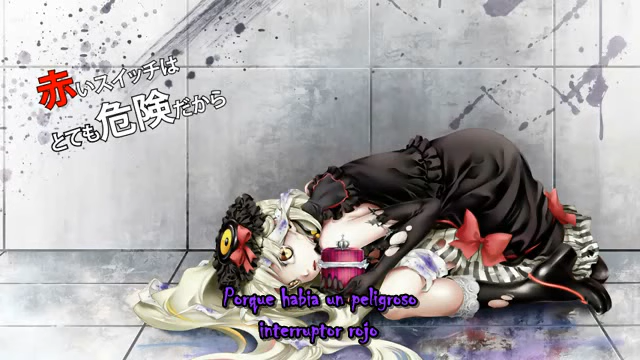 赤いスイッチは
とても危険だから
Porque habia un peligroso
interruptor rojo